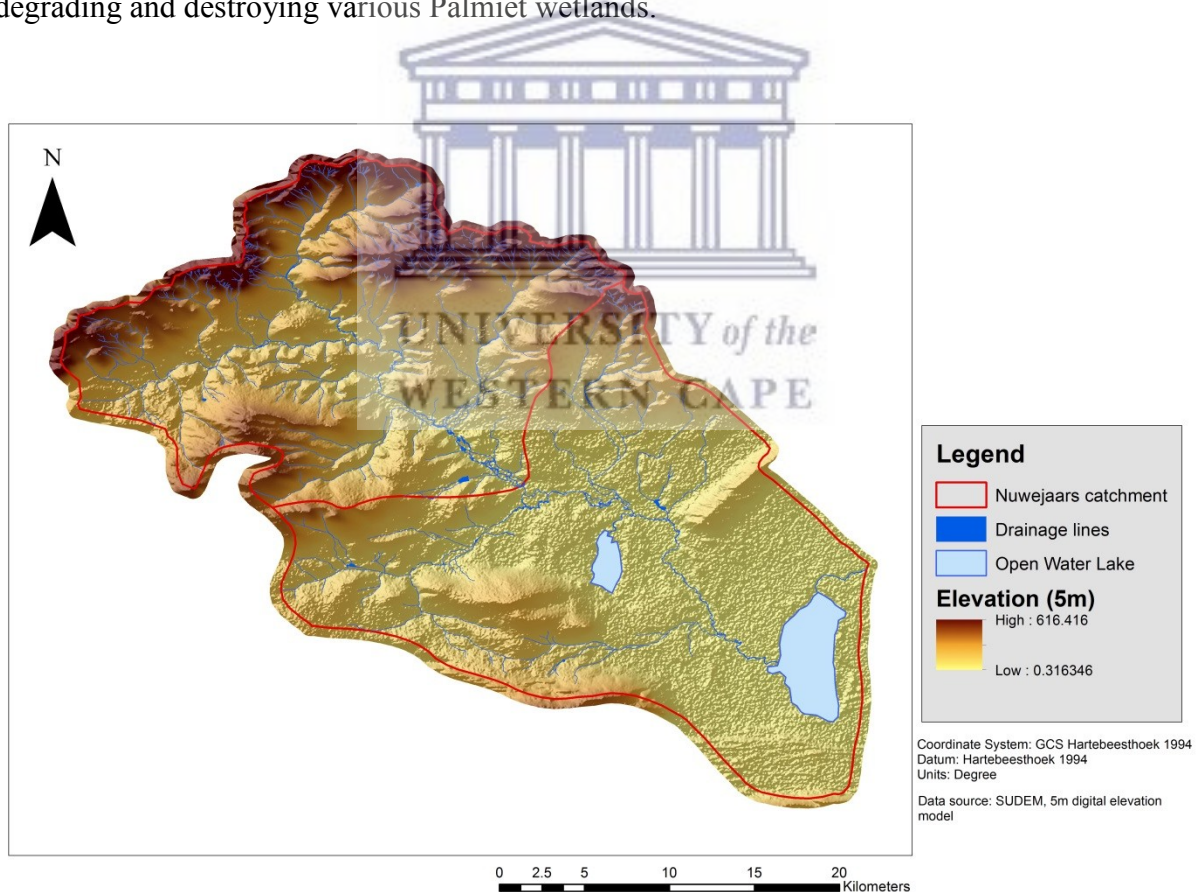 degrading and destroying various Palmiet wetlands.
N
UNIVERSITY of the
WESTERN CAPE
Legend
Nuwejaars catchment
Drainage lines
Open Water Lake
Elevation (5m)
High : 616.416
Low : 0.316346
Coordinate System: GCS Hartebeesthoek 1994
Datum: Hartebeesthoek 1994
Units: Degree
Data source: SUDEM, 5m digital elevation
model
0 2.5 5 10 15 20
Kilometers